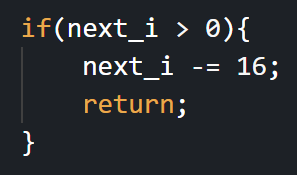 if(next_i > 0){
    next_i -= 16;
    return;
}